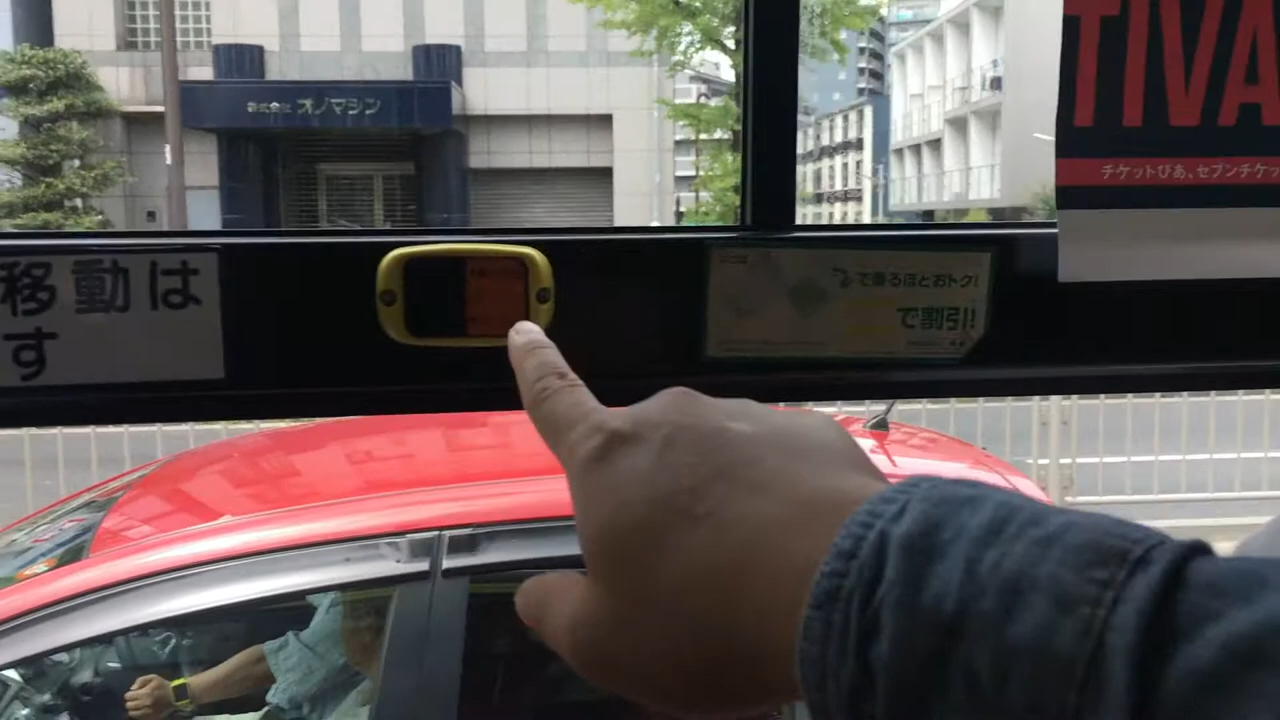 株式会社 オノマシン
TIVA
チケットぴあ、セブンチケッ
移動は
す
で乗るほどおトク!
で割引!